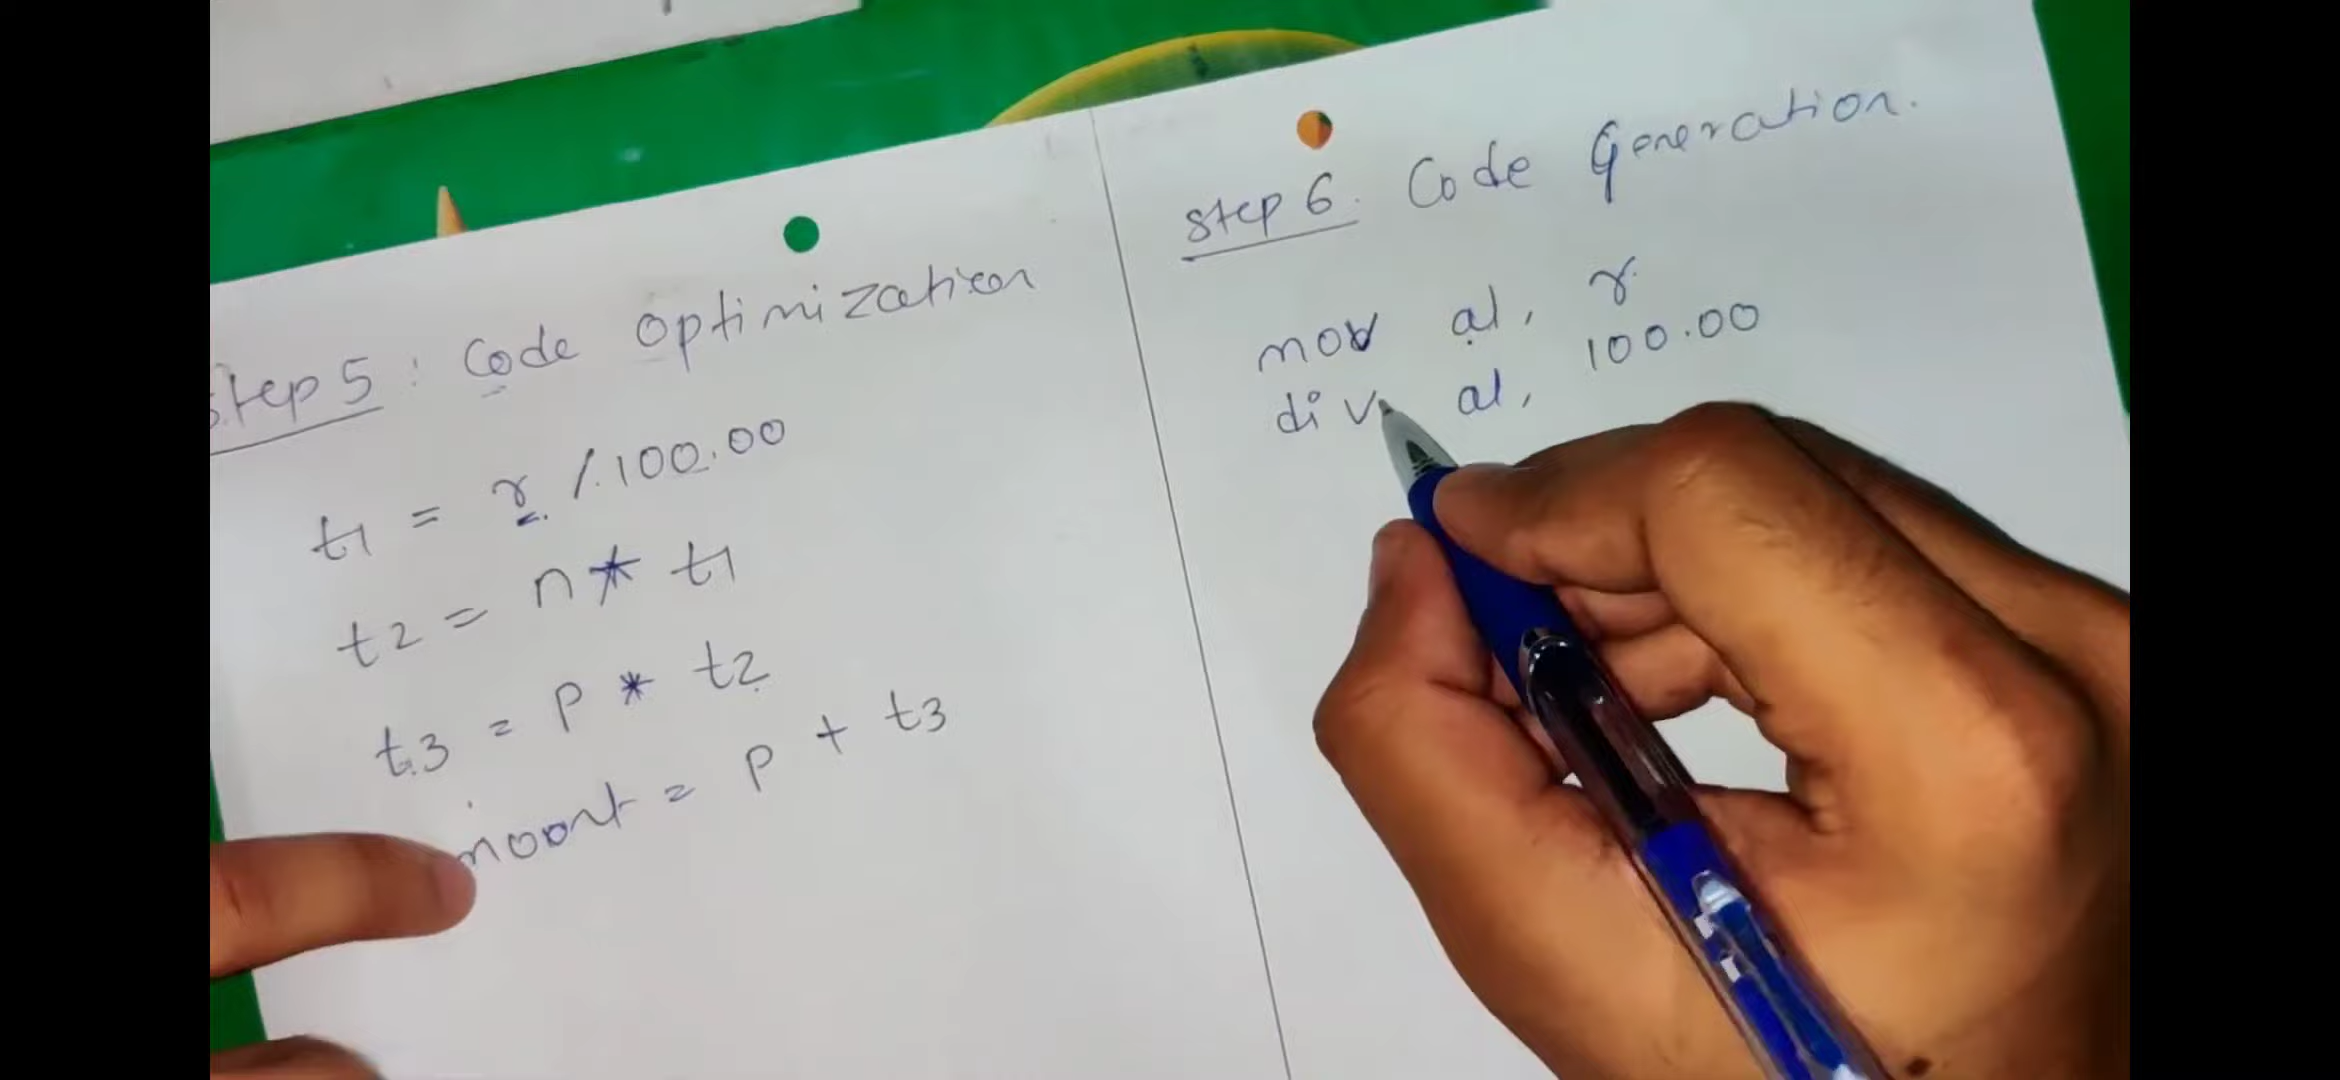 Step 5 : Code Optimization
t1 = r / 100.00
t2 = n * t1
t3 = p * t2
moont = p + t3
Step 6. Code Generation.
mov al, r
div al, 100.00